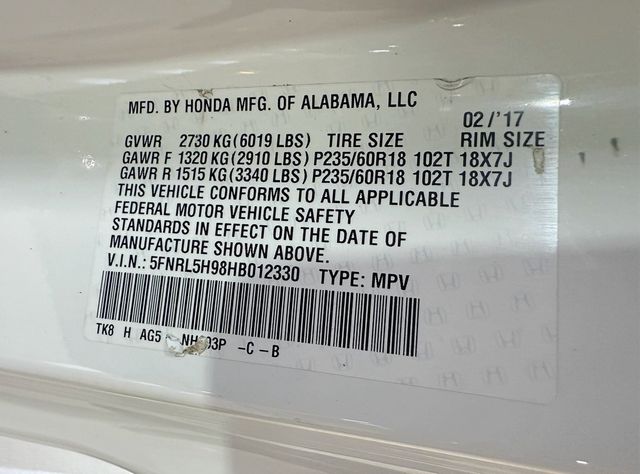 MFD. BY HONDA MFG. OF ALABAMA, LLC
02/'17
GVWR 2730 KG(6019 LBS) TIRE SIZE RIM SIZE
GAWR F 1320 KG(2910 LBS) P235/60R18 102T 18X7J
GAWR R 1515 KG(3340 LBS) P235/60R18 102T 18X7J
THIS VEHICLE CONFORMS TO ALL APPLICABLE
FEDERAL MOTOR VEHICLE SAFETY
STANDARDS IN EFFECT ON THE DATE OF
MANUFACTURE SHOWN ABOVE.
V.I.N.: 5FNRL5H98HB012330 TYPE: MPV
TK8 H AG5 -C-B